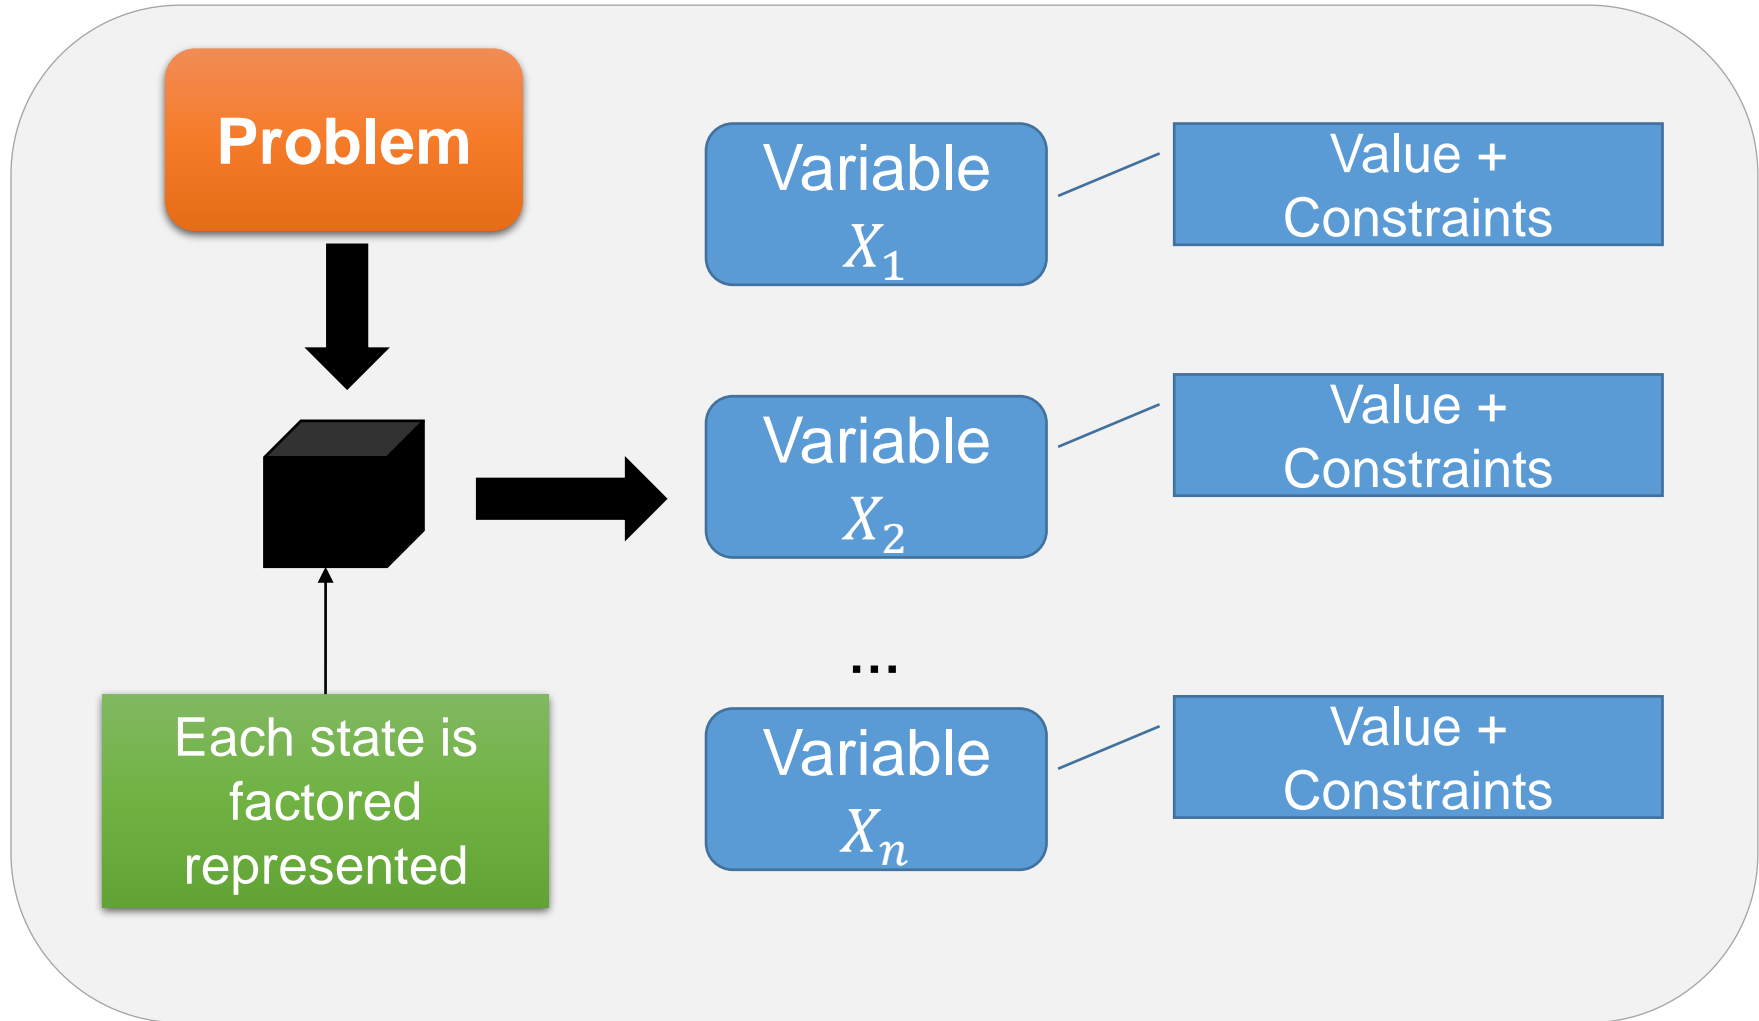 Problem
Variable
X₁
Value +
Constraints
Variable
X₂
Value +
Constraints
...
Variable
Xₙ
Value +
Constraints
Each state is
factored
represented